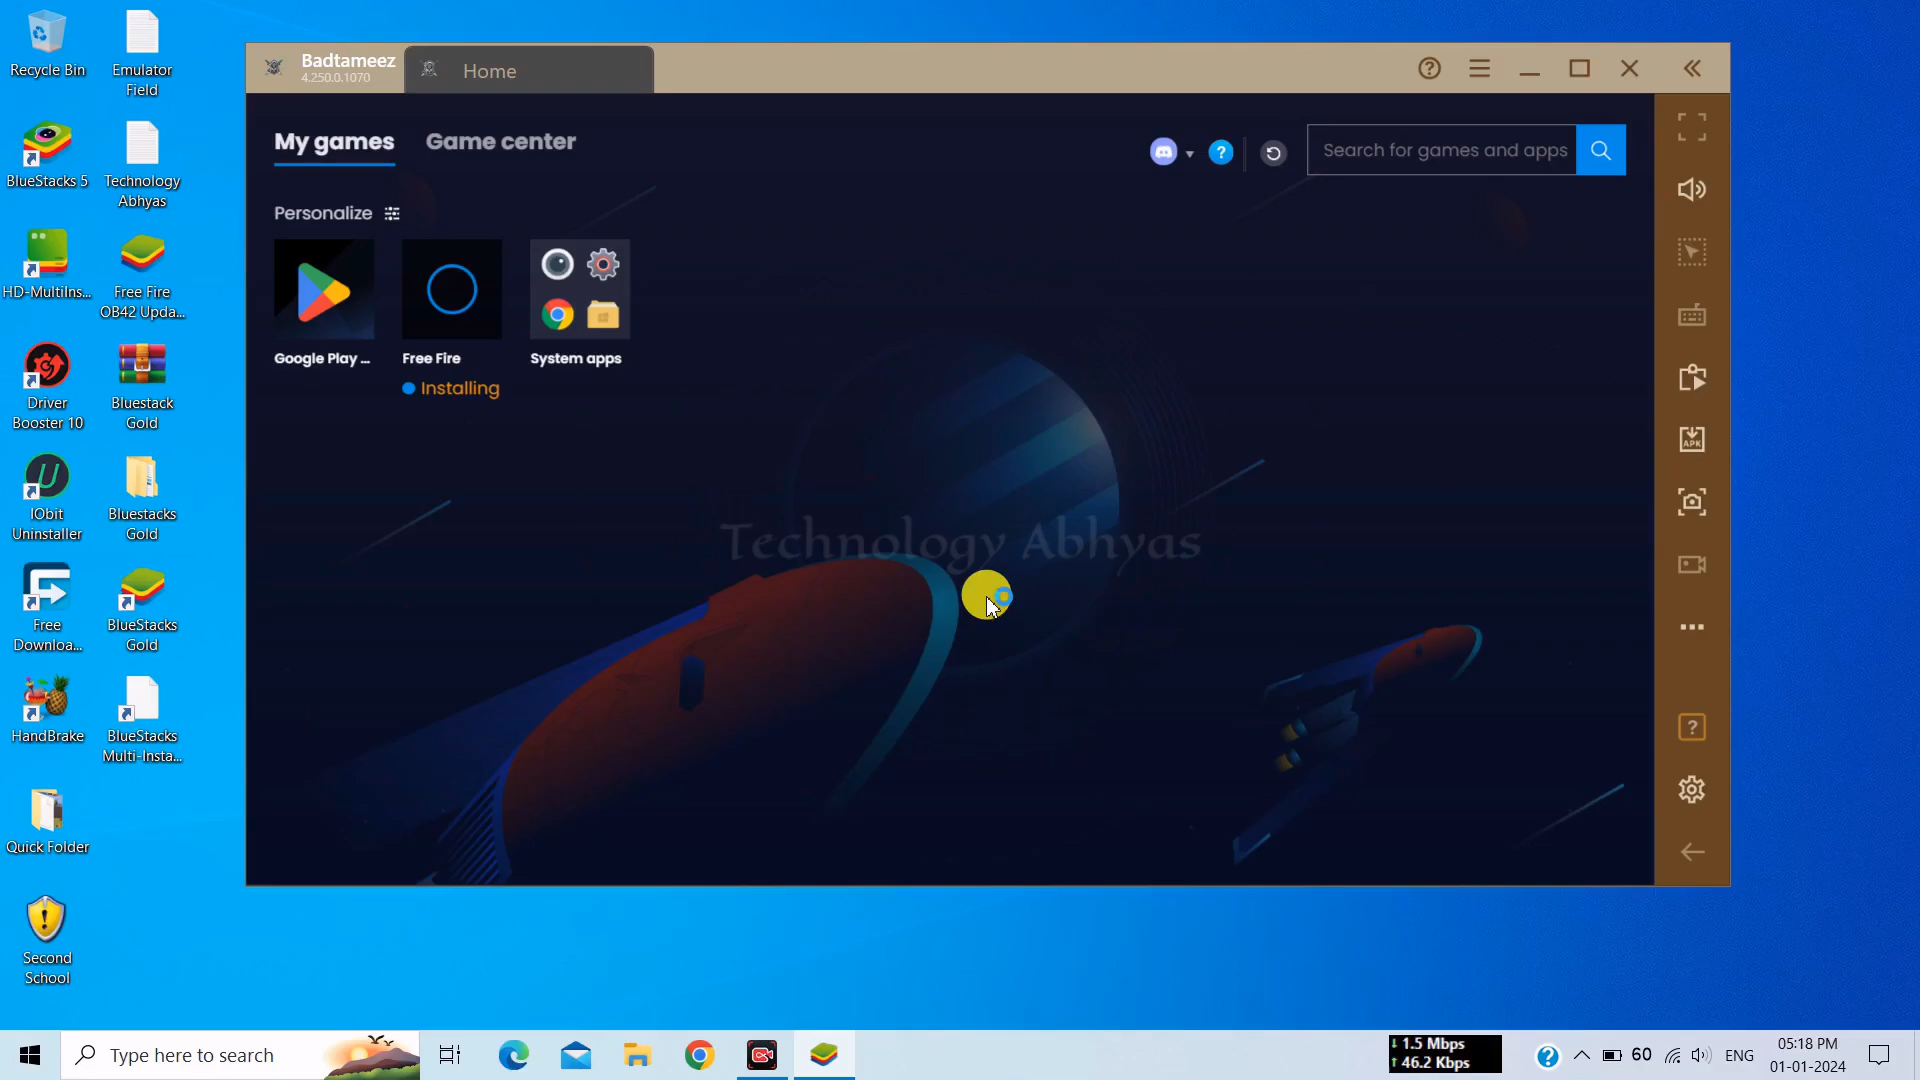 Recycle Bin
Emulator
Field
BlueStacks 5
Technology
Abhyas
HD-MultiIns...
Free Fire
OB42 Upda...
Driver
Booster 10
Bluestack
Gold
IObit
Uninstaller
Bluestacks
Gold
Free
Downloa...
BlueStacks
Gold
HandBrake
BlueStacks
Multi-Insta...
Quick Folder
Second
School
Badtameez
4.250.0.1070
Home
My games
Game center
Search for games and apps
Personalize
Google Play ...
Free Fire
Installing
System apps
Technology Abhyas
APK
Type here to search
↓ 1.5 Mbps
↑ 46.2 Kbps
60
ENG
05:18 PM
01-01-2024